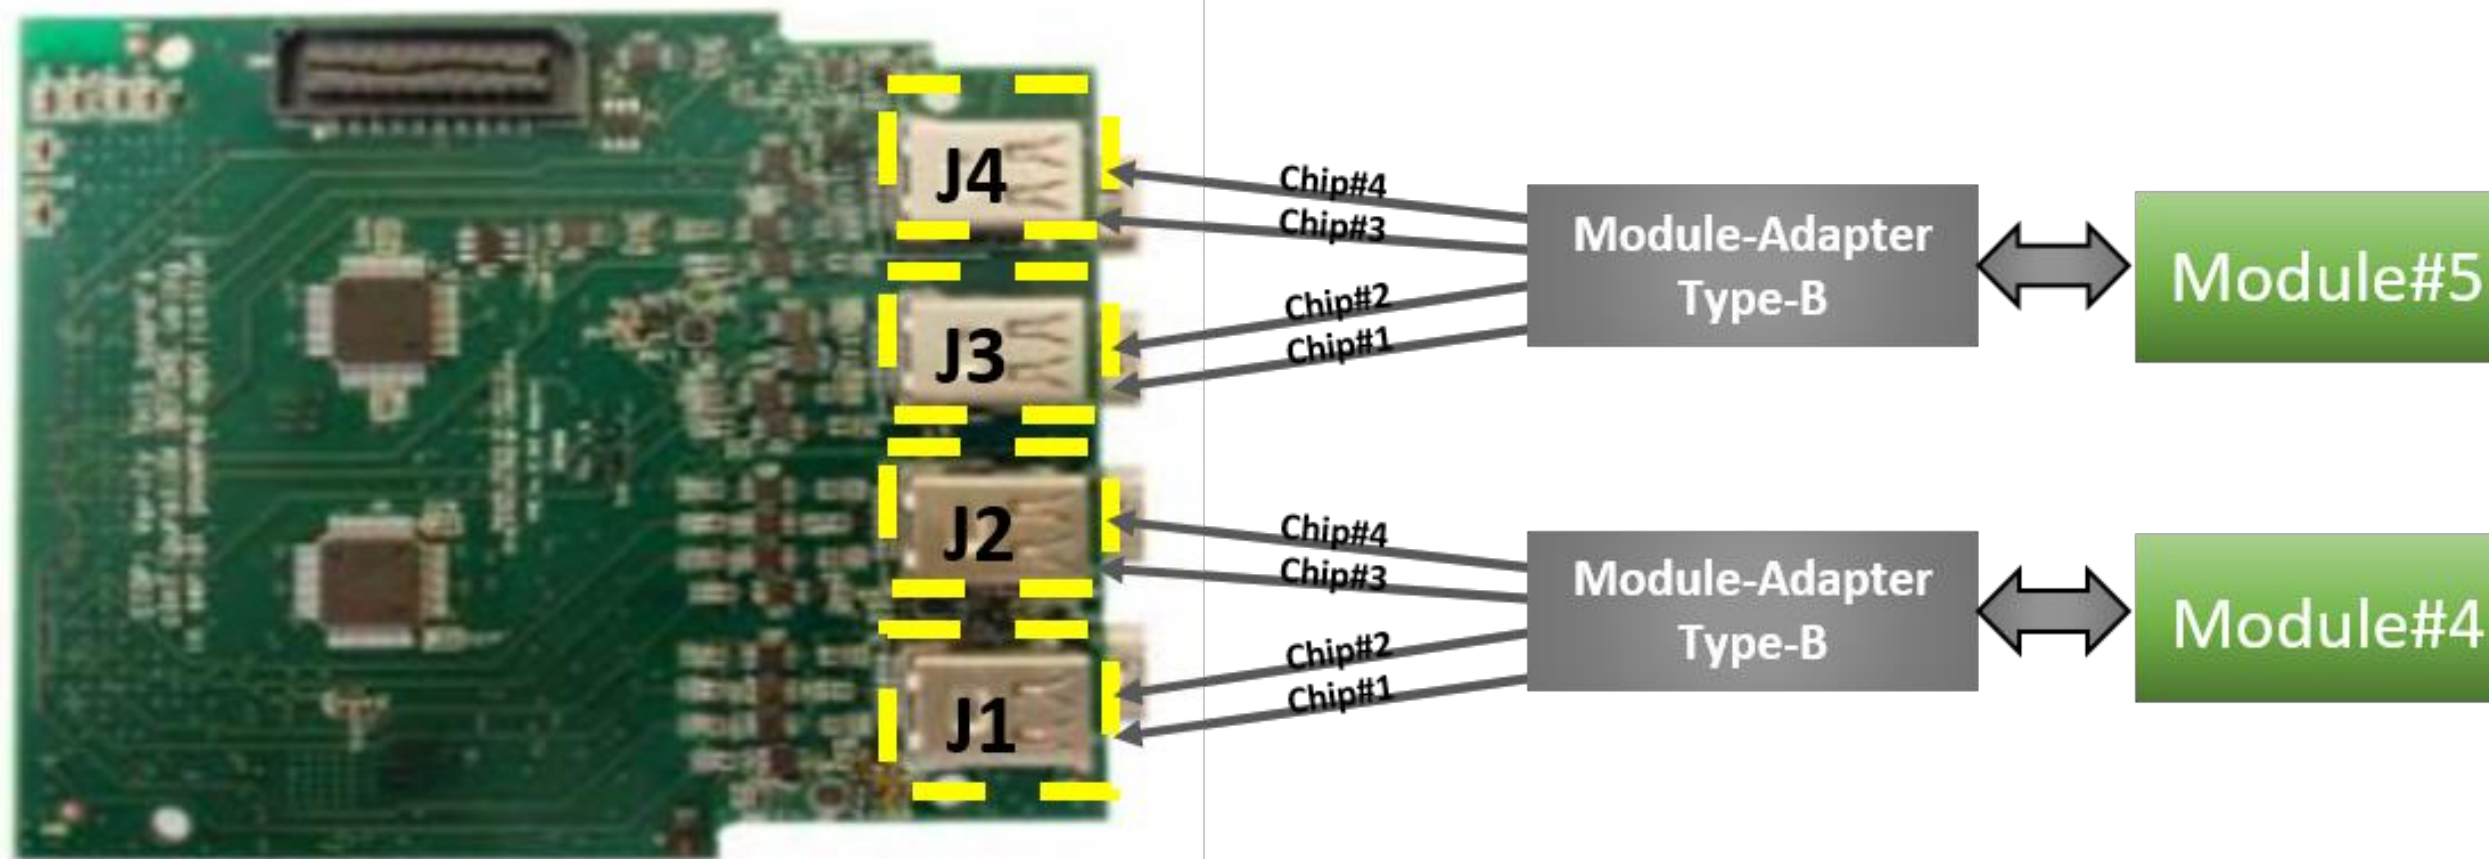 J4
Chip#4
Chip#3
Module-Adapter
Type-B
Module#5
J3
Chip#2
Chip#1
J2
Chip#4
Chip#3
Module-Adapter
Type-B
Module#4
J1
Chip#2
Chip#1